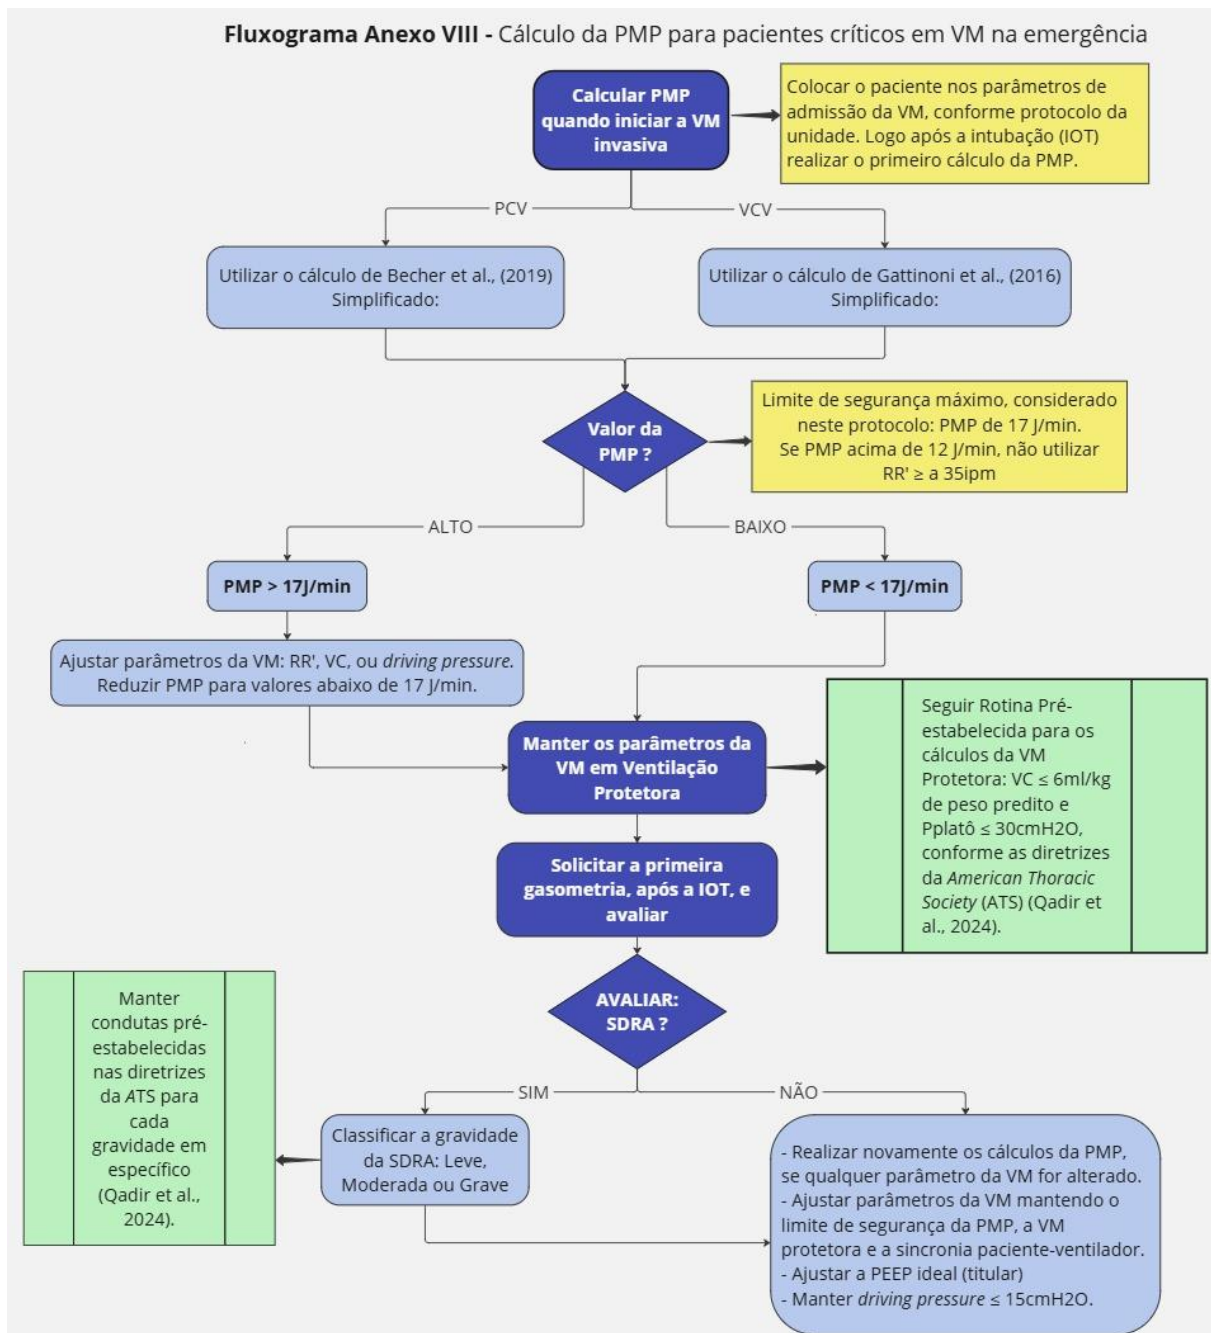 Fluxograma Anexo VIII - Cálculo da PMP para pacientes críticos em VM na emergência
Calcular PMP
quando iniciar a VM
invasiva
Colocar o paciente nos parâmetros de
admissão da VM, conforme protocolo da
unidade. Logo após a intubação (IOT)
realizar o primeiro cálculo da PMP.
PCV
VCV
Utilizar o cálculo de Becher et al., (2019)
Simplificado:
Utilizar o cálculo de Gattinoni et al., (2016)
Simplificado:
Valor da
PMP ?
Limite de segurança máximo, considerado
neste protocolo: PMP de 17 J/min.
Se PMP acima de 12 J/min, não utilizar
RR' ≥ a 35ipm
ALTO
BAIXO
PMP > 17J/min
PMP < 17J/min
Ajustar parâmetros da VM: RR', VC, ou driving pressure.
Reduzir PMP para valores abaixo de 17 J/min.
Manter os parâmetros da
VM em Ventilação
Protetora
Seguir Rotina Pré-
estabelecida para os
cálculos da VM
Protetora: VC ≤ 6ml/kg
de peso predito e
Pplatô ≤ 30cmH2O,
conforme as diretrizes
da American Thoracic
Society (ATS) (Qadir et
al., 2024).
Solicitar a primeira
gasometria, após a IOT, e
avaliar
AVALIAR:
SDRA ?
SIM
NÃO
Manter
condutas pré-
estabelecidas
nas diretrizes
da ATS para
cada
gravidade em
específico
(Qadir et al.,
2024).
Classificar a gravidade
da SDRA: Leve,
Moderada ou Grave
- Realizar novamente os cálculos da PMP,
se qualquer parâmetro da VM for alterado.
- Ajustar parâmetros da VM mantendo o
limite de segurança da PMP, a VM
protetora e a sincronia paciente-ventilador.
- Ajustar a PEEP ideal (titular)
- Manter driving pressure ≤ 15cmH2O.